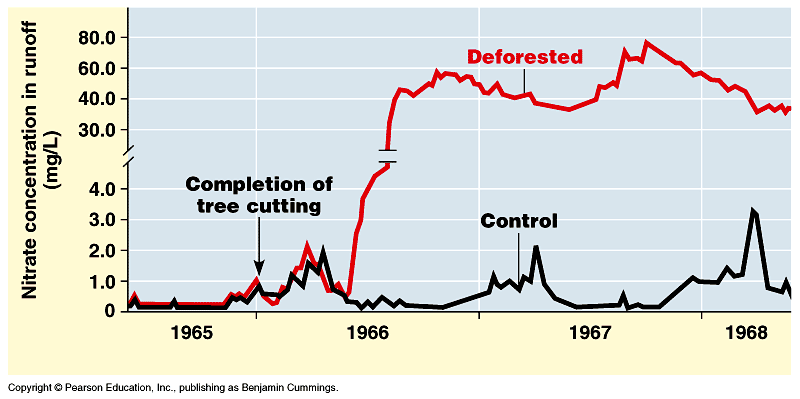 Nitrate concentration in runoff
(mg/L)
80.0
60.0
40.0
30.0
4.0
3.0
2.0
1.0
0
Deforested
Completion of
tree cutting
Control
1965
1966
1967
1968
Copyright © Pearson Education, Inc., publishing as Benjamin Cummings.